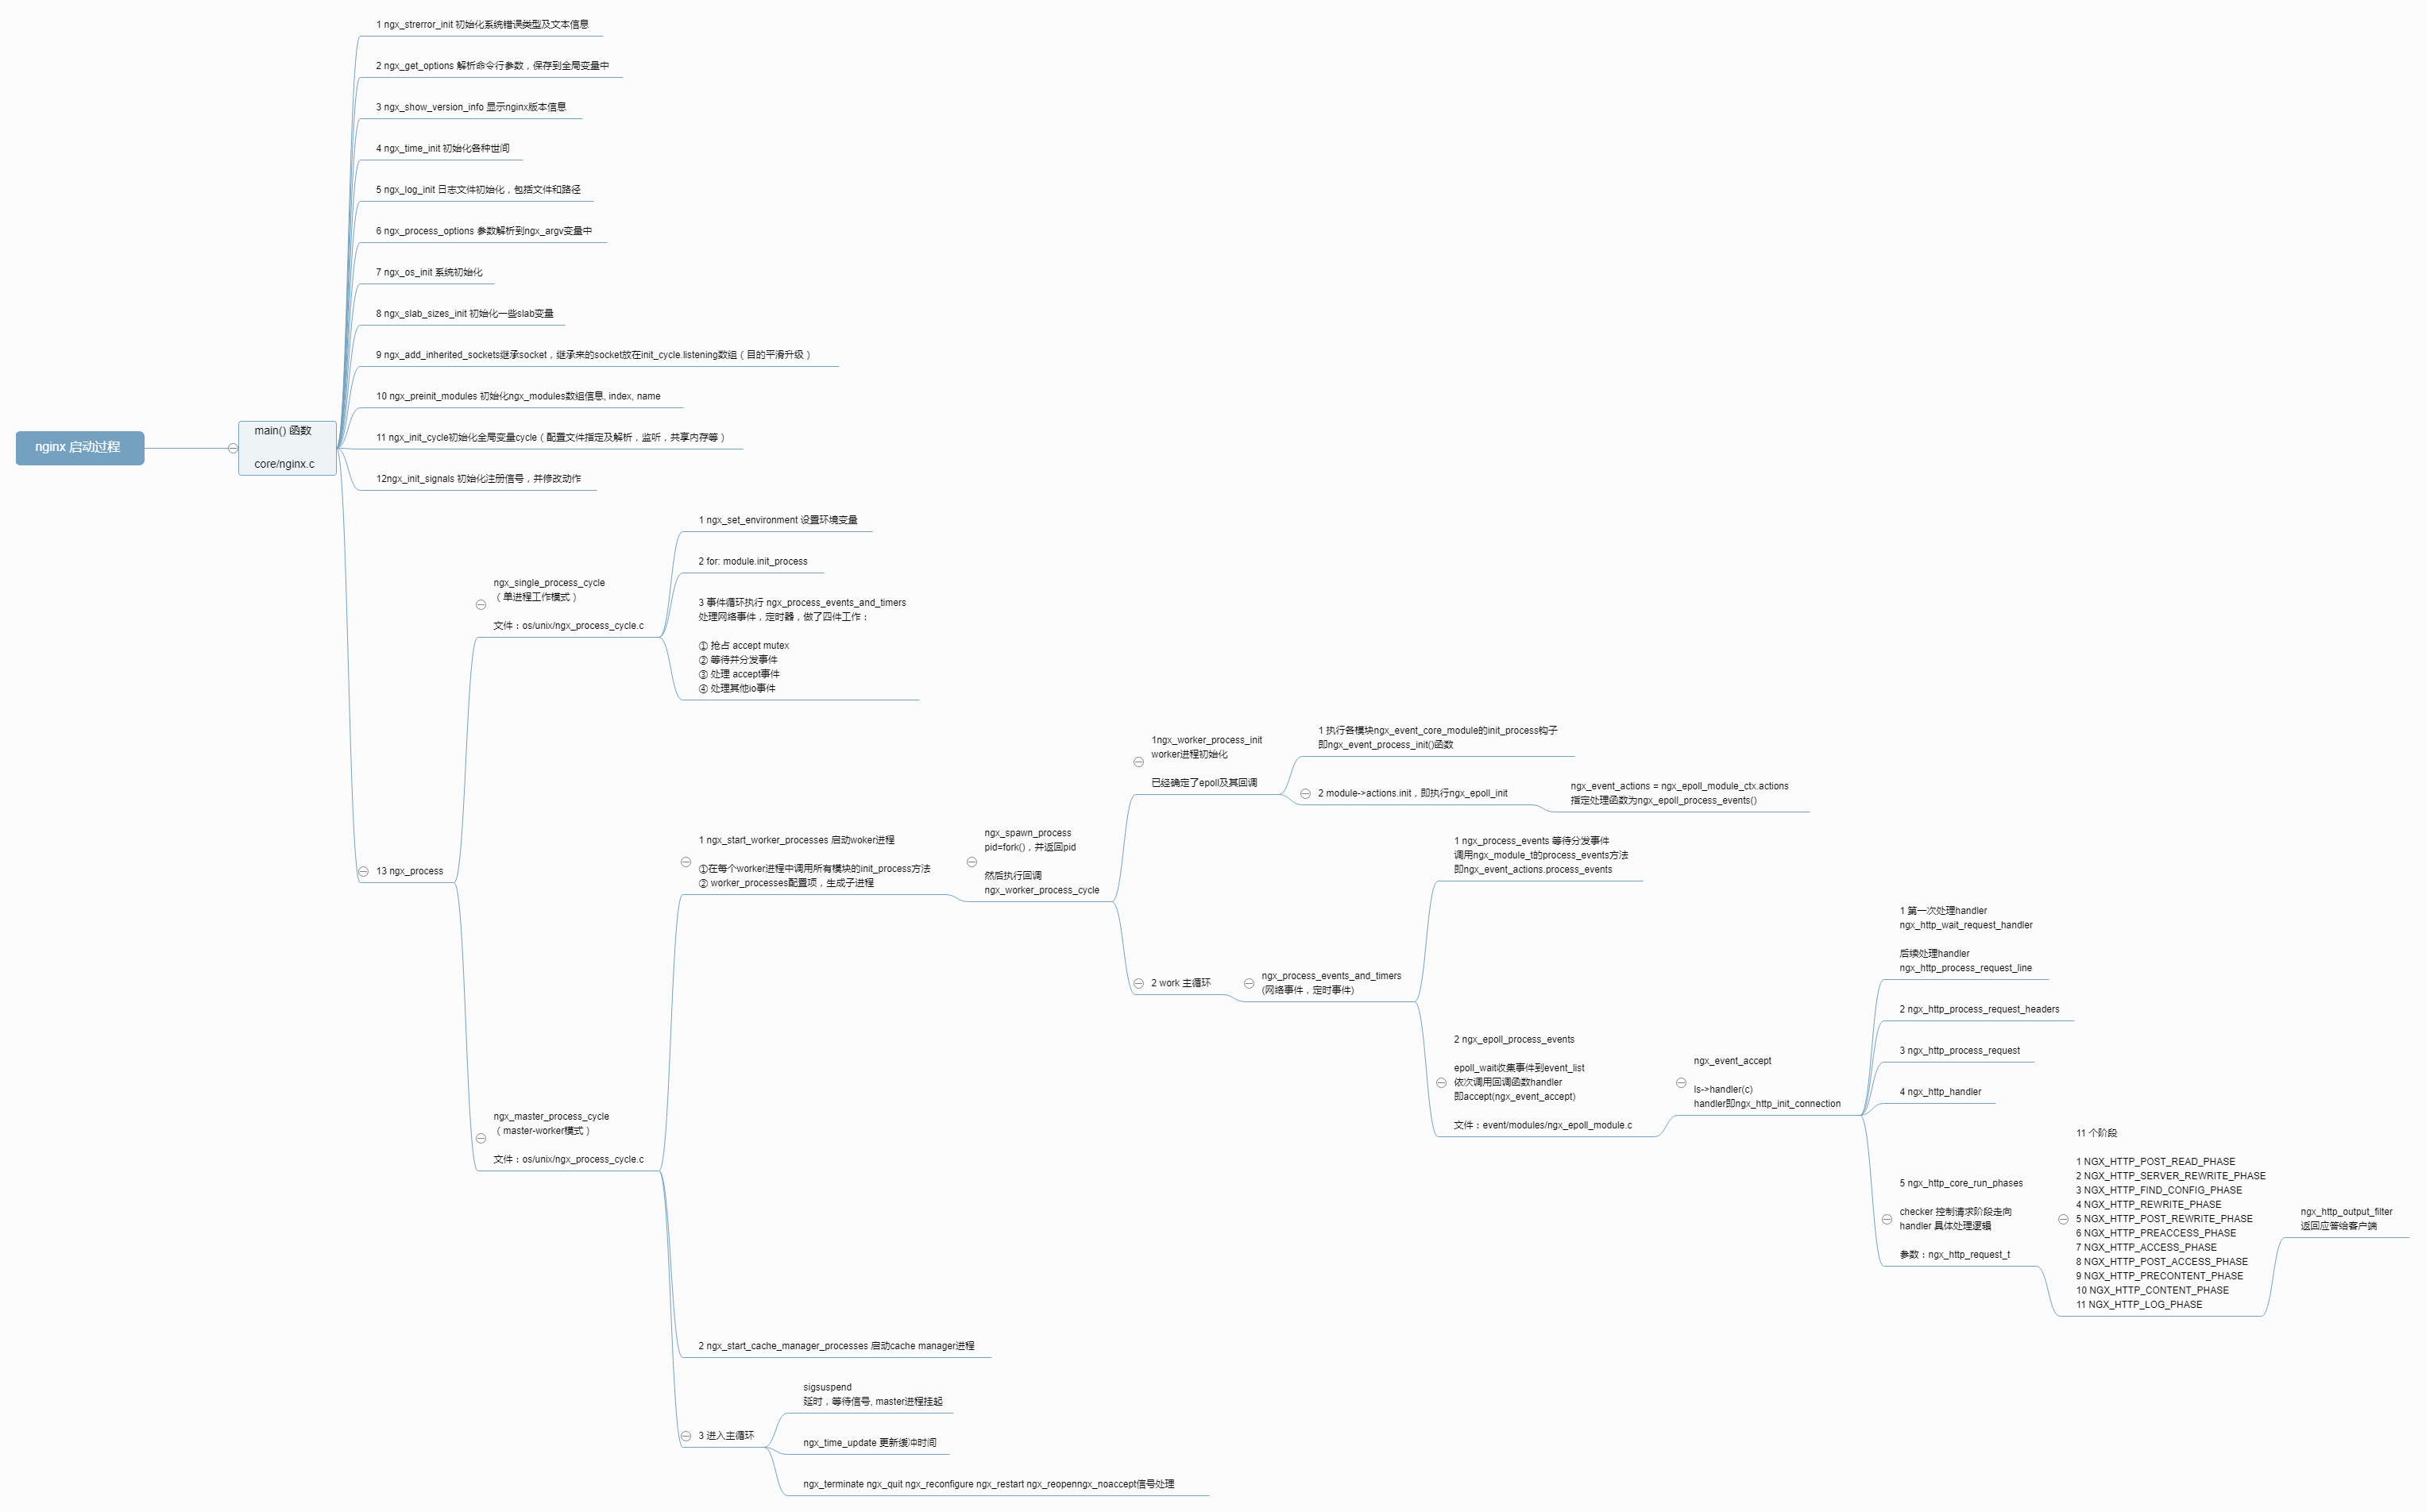 nginx 启动过程
main() 函数
core/nginx.c
1 ngx_strerror_init 初始化系统错误类型及文本信息
2 ngx_get_options 解析命令行参数，保存到全局变量中
3 ngx_show_version_info 显示nginx版本信息
4 ngx_time_init 初始化各种世间
5 ngx_log_init 日志文件初始化，包括文件和路径
6 ngx_process_options 参数解析到ngx_argv变量中
7 ngx_os_init 系统初始化
8 ngx_slab_sizes_init 初始化一些slab变量
9 ngx_add_inherited_sockets继承socket，继承来的socket放在init_cycle.listening数组（目的平滑升级）
10 ngx_preinit_modules 初始化ngx_modules数组信息, index, name
11 ngx_init_cycle初始化全局变量cycle（配置文件指定及解析，监听，共享内存等）
12ngx_init_signals 初始化注册信号，并修改动作
13 ngx_process
ngx_single_process_cycle
（单进程工作模式）
文件：os/unix/ngx_process_cycle.c
1 ngx_set_environment 设置环境变量
2 for: module.init_process
3 事件循环执行 ngx_process_events_and_timers
处理网络事件，定时器，做了四件工作：
① 抢占 accept mutex
② 等待并分发事件
③ 处理 accept事件
④ 处理其他io事件
ngx_master_process_cycle
（master-worker模式）
文件：os/unix/ngx_process_cycle.c
1 ngx_start_worker_processes 启动woker进程
①在每个worker进程中调用所有模块的init_process方法
② worker_processes配置项，生成子进程
ngx_spawn_process
pid=fork()，并返回pid
然后执行回调
ngx_worker_process_cycle
1ngx_worker_process_init
worker进程初始化
已经确定了epoll及其回调
1 执行各模块ngx_event_core_module的init_process钩子
即ngx_event_process_init()函数
2 module->actions.init，即执行ngx_epoll_init
ngx_event_actions = ngx_epoll_module_ctx.actions
指定处理函数为ngx_epoll_process_events()
2 work 主循环
ngx_process_events_and_timers
(网络事件，定时事件)
1 ngx_process_events 等待分发事件
调用ngx_module_t的process_events方法
即ngx_event_actions.process_events
2 ngx_epoll_process_events
epoll_wait收集事件到event_list
依次调用回调函数handler
即accept(ngx_event_accept)
文件：event/modules/ngx_epoll_module.c
ngx_event_accept
ls->handler(c)
handler即ngx_http_init_connection
1 第一次处理handler
ngx_http_wait_request_handler
后续处理handler
ngx_http_process_request_line
2 ngx_http_process_request_headers
3 ngx_http_process_request
4 ngx_http_handler
5 ngx_http_core_run_phases
checker 控制请求阶段走向
handler 具体处理逻辑
参数：ngx_http_request_t
11 个阶段
1 NGX_HTTP_POST_READ_PHASE
2 NGX_HTTP_SERVER_REWRITE_PHASE
3 NGX_HTTP_FIND_CONFIG_PHASE
4 NGX_HTTP_REWRITE_PHASE
5 NGX_HTTP_POST_REWRITE_PHASE
6 NGX_HTTP_PREACCESS_PHASE
7 NGX_HTTP_ACCESS_PHASE
8 NGX_HTTP_POST_ACCESS_PHASE
9 NGX_HTTP_PRECONTENT_PHASE
10 NGX_HTTP_CONTENT_PHASE
11 NGX_HTTP_LOG_PHASE
ngx_http_output_filter
返回应答给客户端
2 ngx_start_cache_manager_processes 启动cache manager进程
3 进入主循环
sigsuspend
延时，等待信号, master进程挂起
ngx_time_update 更新缓冲时间
ngx_terminate ngx_quit ngx_reconfigure ngx_restart ngx_reopenngx_noaccept信号处理